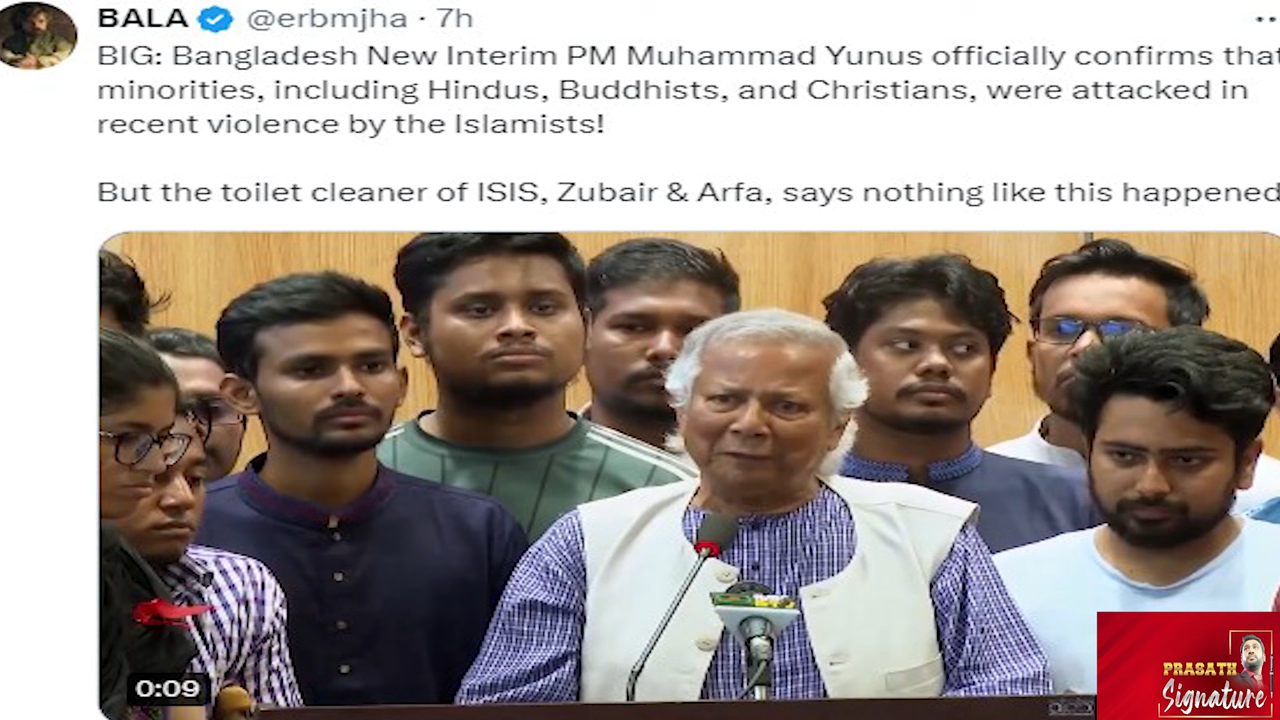 BALA @erbmjha · 7h
BIG: Bangladesh New Interim PM Muhammad Yunus officially confirms that
minorities, including Hindus, Buddhists, and Christians, were attacked in
recent violence by the Islamists!
But the toilet cleaner of ISIS, Zubair & Arfa, says nothing like this happened
0:09
PRASATH
Signature